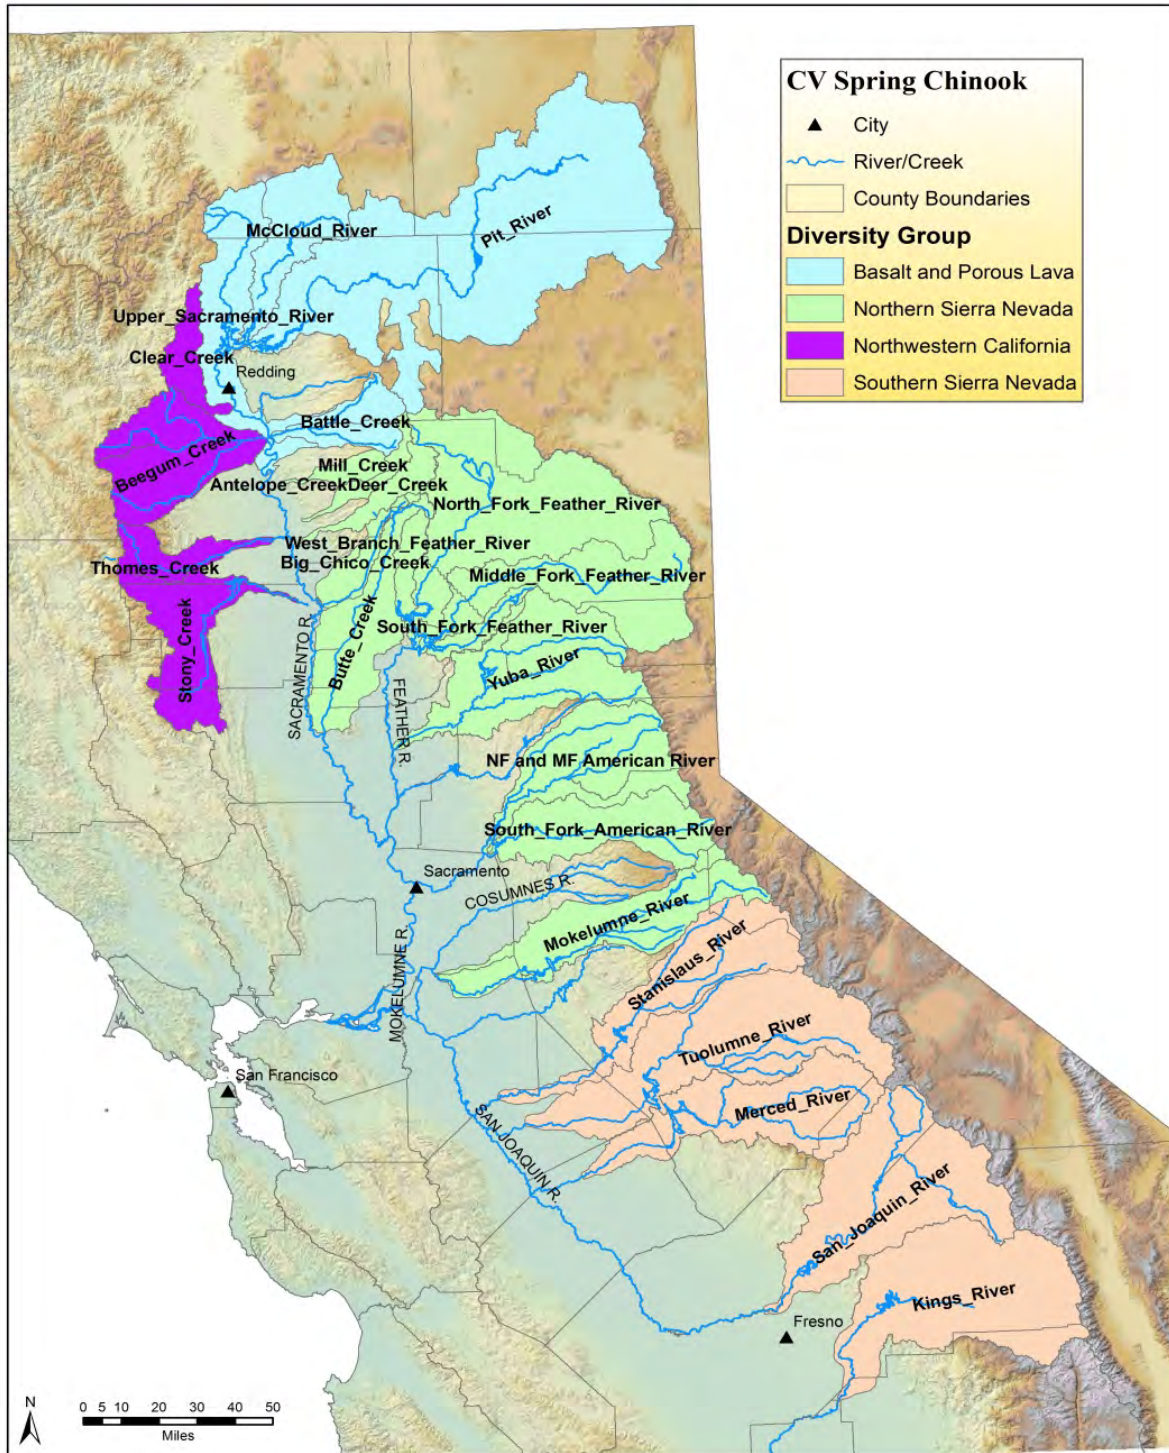 CV Spring Chinook
City
River/Creek
County Boundaries
Diversity Group
Basalt and Porous Lava
Northern Sierra Nevada
Northwestern California
Southern Sierra Nevada
McCloud_River
Pit_River
Upper_Sacramento_River
Clear_Creek
Redding
Battle_Creek
Beegum_Creek
Mill_Creek
Antelope_Creek
Deer_Creek
North_Fork_Feather_River
West_Branch_Feather_River
Big_Chico_Creek
Thomes_Creek
Middle_Fork_Feather_River
Stony_Creek
SACRAMENTO R.
Butte_Creek
South_Fork_Feather_River
Yuba_River
FEATHER R.
NF and MF American River
South_Fork_American_River
Sacramento
COSUMNES R.
Mokelumne_River
MOKELUMNE R.
Stanislaus_River
Tuolumne_River
San Francisco
Merced_River
SAN JOAQUIN R.
San_Joaquin_River
Kings_River
Fresno
N
0 5 10 20 30 40 50
Miles